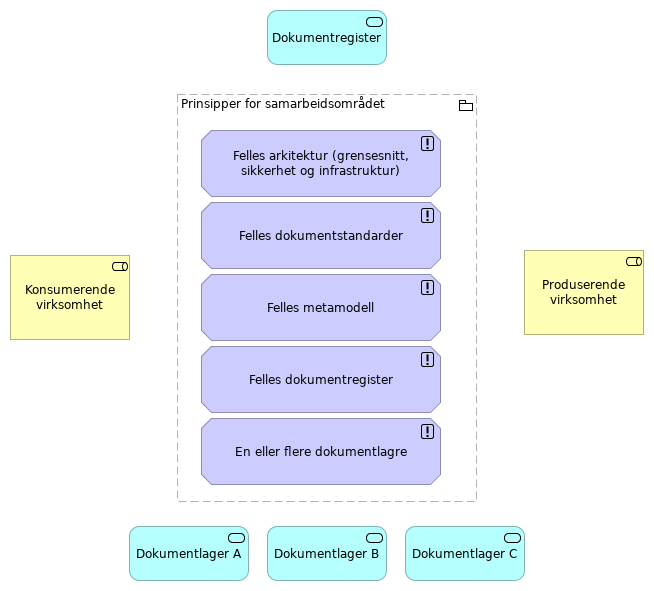 Dokumentregister
Prinsipper for samarbeidsområdet
Felles arkitektur (grensesnitt,
sikkerhet og infrastruktur)
Felles dokumentstandarder
Konsumerende
virksomhet
Produserende
virksomhet
Felles metamodell
Felles dokumentregister
En eller flere dokumentlagre
Dokumentlager A
Dokumentlager B
Dokumentlager C